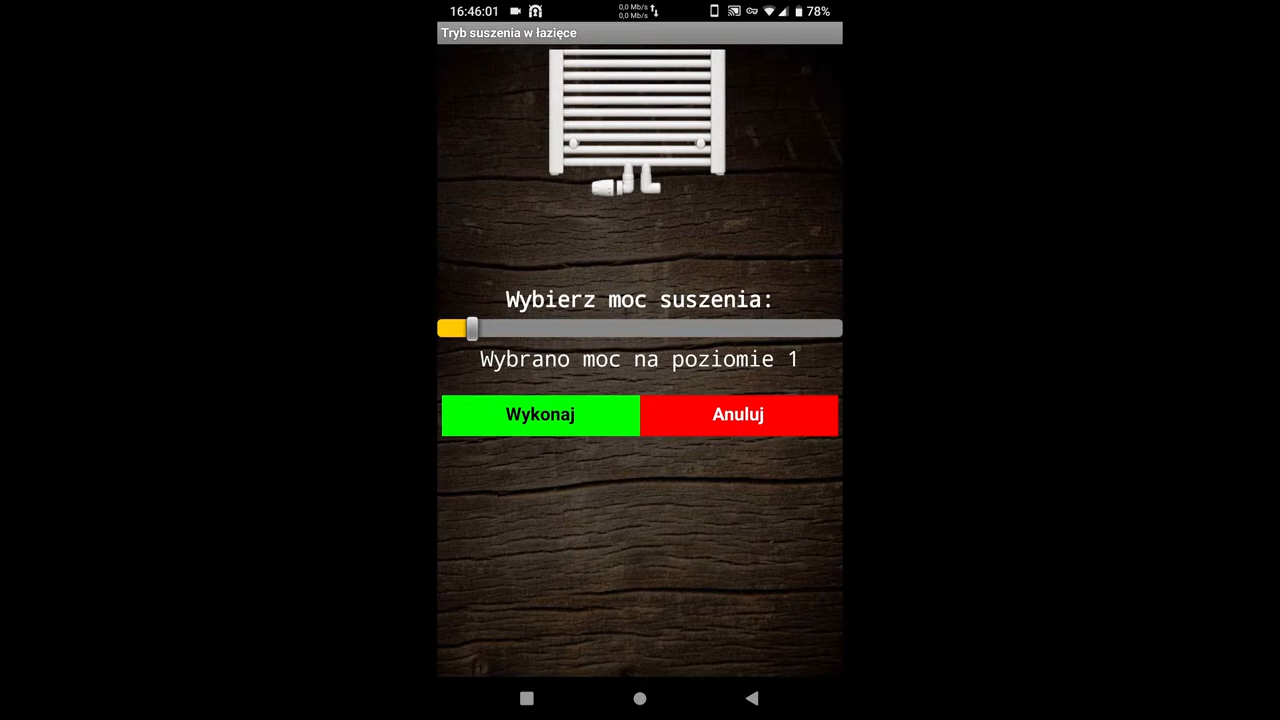 16:46:01
0,0 Mb/s
0,0 Mb/s
78%
Tryb suszenia w łazięce
Wybierz moc suszenia:
Wybrano moc na poziomie 1
Wykonaj
Anuluj